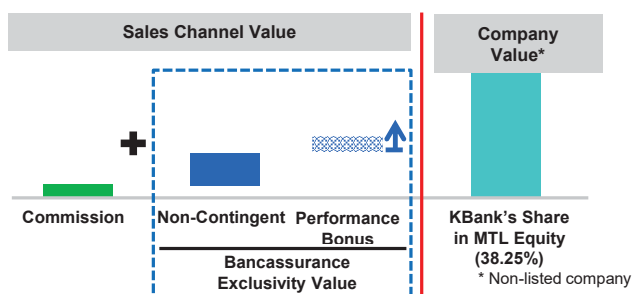 Sales Channel Value
Company
Value*
Commission
Non-Contingent
Performance
Bonus
Bancassurance
Exclusivity Value
KBank's Share
in MTL Equity
(38.25%)
* Non-listed company